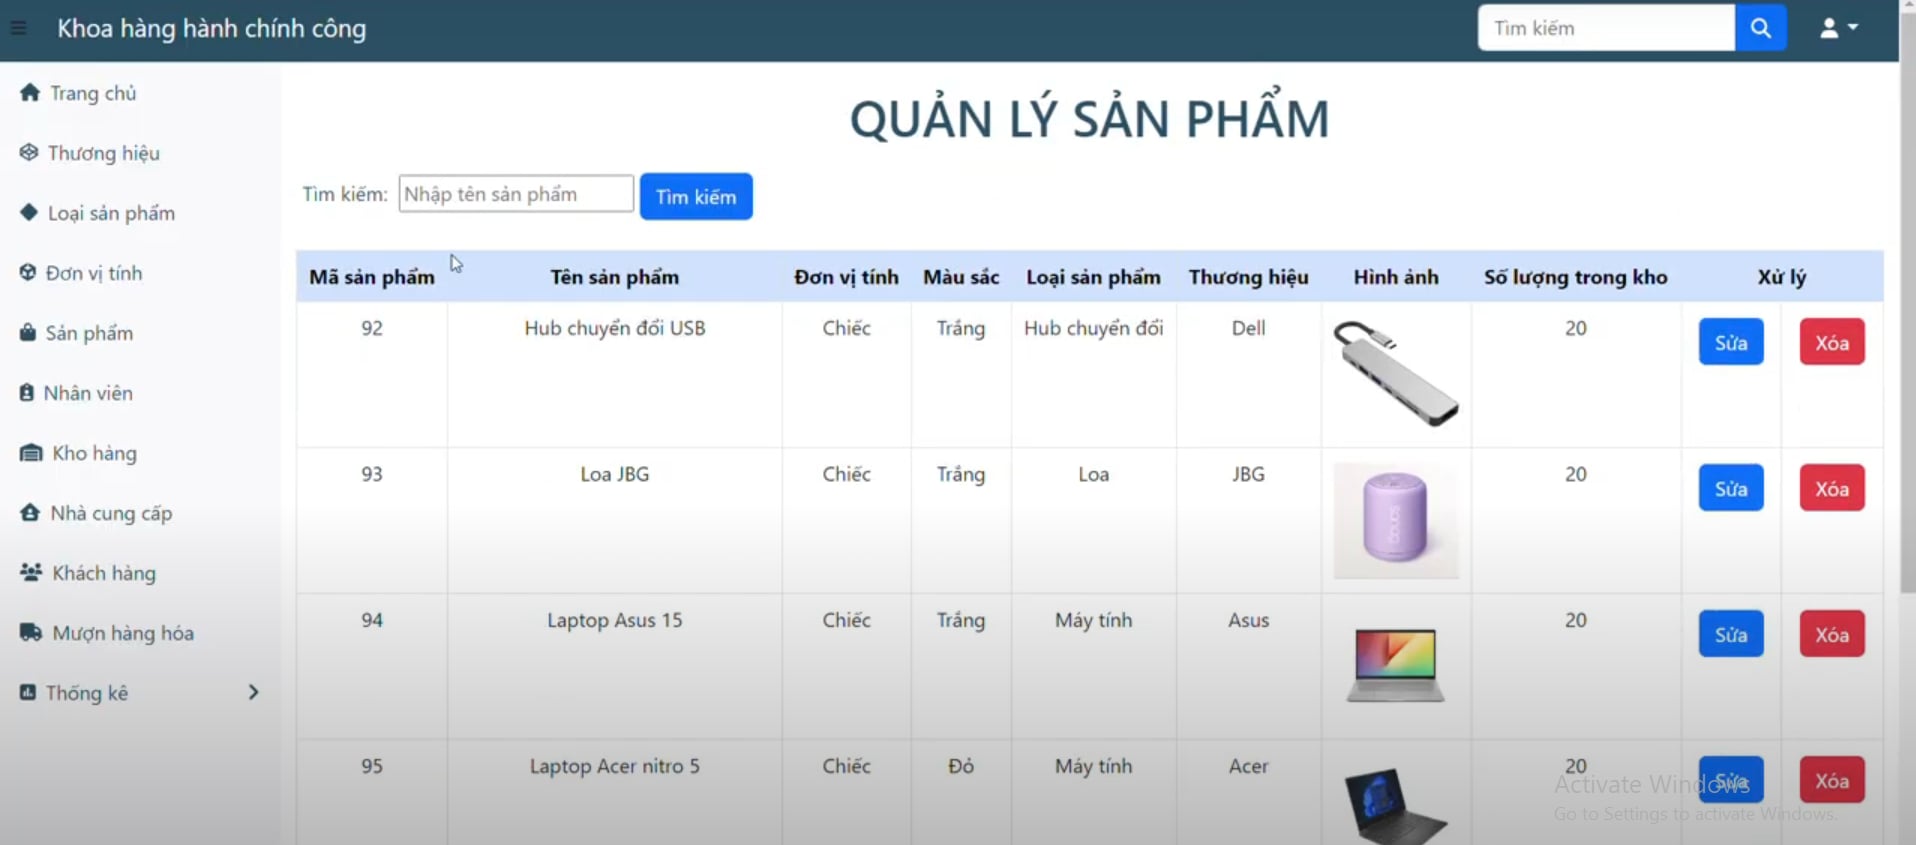 Khoa hàng hành chính công
Tìm kiếm
Trang chủ
Thương hiệu
Loại sản phẩm
Đơn vị tính
Sản phẩm
Nhân viên
Kho hàng
Nhà cung cấp
Khách hàng
Mượn hàng hóa
Thống kê
QUẢN LÝ SẢN PHẨM
Tìm kiếm: Nhập tên sản phẩm Tìm kiếm
Mã sản phẩm Tên sản phẩm Đơn vị tính Màu sắc Loại sản phẩm Thương hiệu Hình ảnh Số lượng trong kho Xử lý
92 Hub chuyển đổi USB Chiếc Trắng Hub chuyển đổi Dell 20 Sửa Xóa
93 Loa JBG Chiếc Trắng Loa JBG 20 Sửa Xóa
94 Laptop Asus 15 Chiếc Trắng Máy tính Asus 20 Sửa Xóa
95 Laptop Acer nitro 5 Chiếc Đỏ Máy tính Acer 20 Sửa Xóa
Activate Windows
Go to Settings to activate Windows.